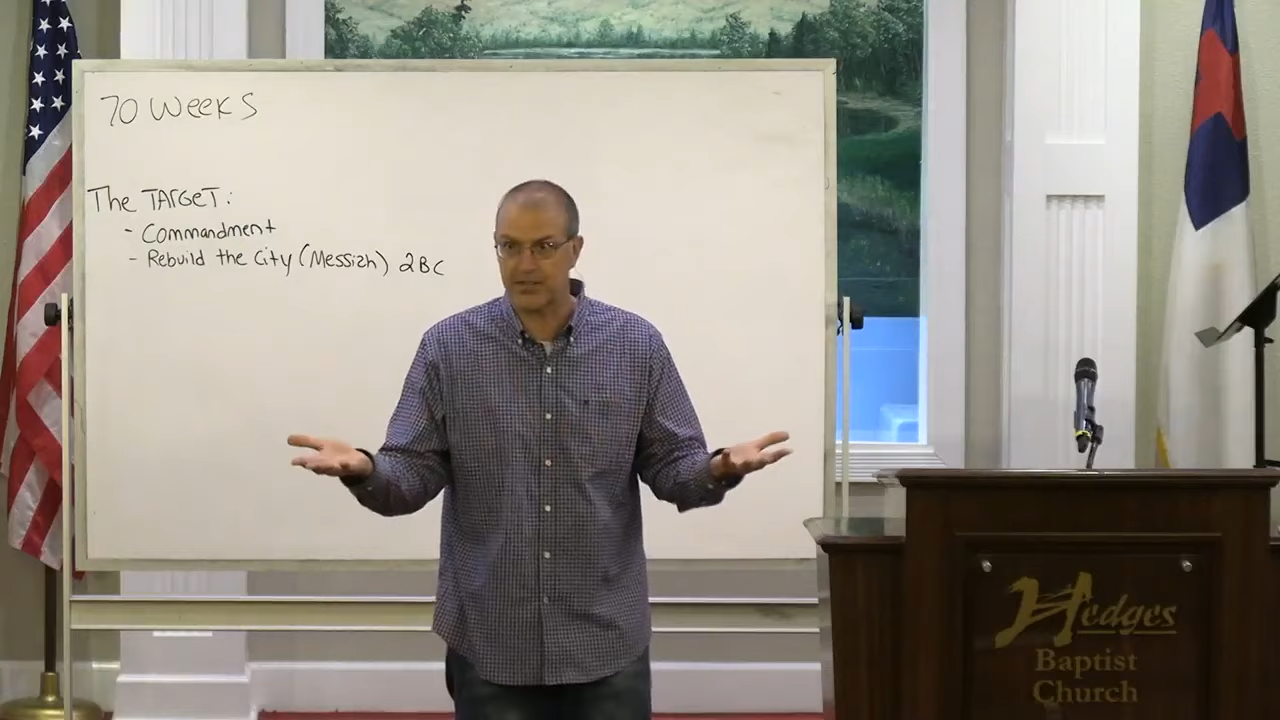 70 Weeks
The TARGET:
- Commandment
- Rebuild the City (Messiah) 2BC
Hedges
Baptist
Church